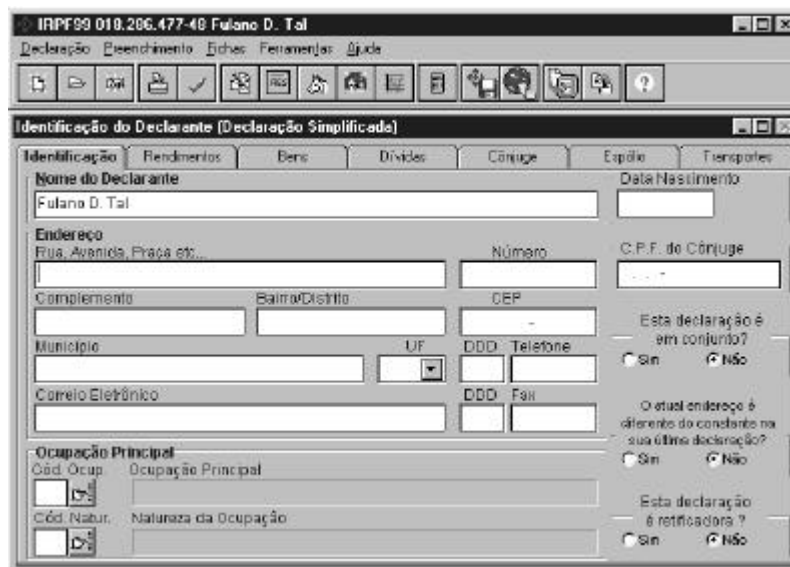 IRPF99 018.286.477-48 Fulano D. Tal
Declaração Preenchimento Fichas Ferramentas Ajuda
Identificação do Declarante (Declaração Simplificada)
Identificação Rendimentos Bens Dívidas Cônjuge Espólio Transportes
Nome do Declarante Data Nascimento
Fulano D. Tal
Endereço
Rua, Avenida, Praça etc... Número C.P.F. do Cônjuge
. . -
Complemento Bairro/Distrito CEP
-
Esta declaração é
em conjunto?
Município UF DDD Telefone
Sim Não
Correio Eletrônico DDD Fax
O atual endereço é
diferente do constante na
sua última declaração?
Sim Não
Ocupação Principal
Cód. Ocup. Ocupação Principal
Esta declaração
é retificadora ?
Cód. Natur. Natureza da Ocupação
Sim Não